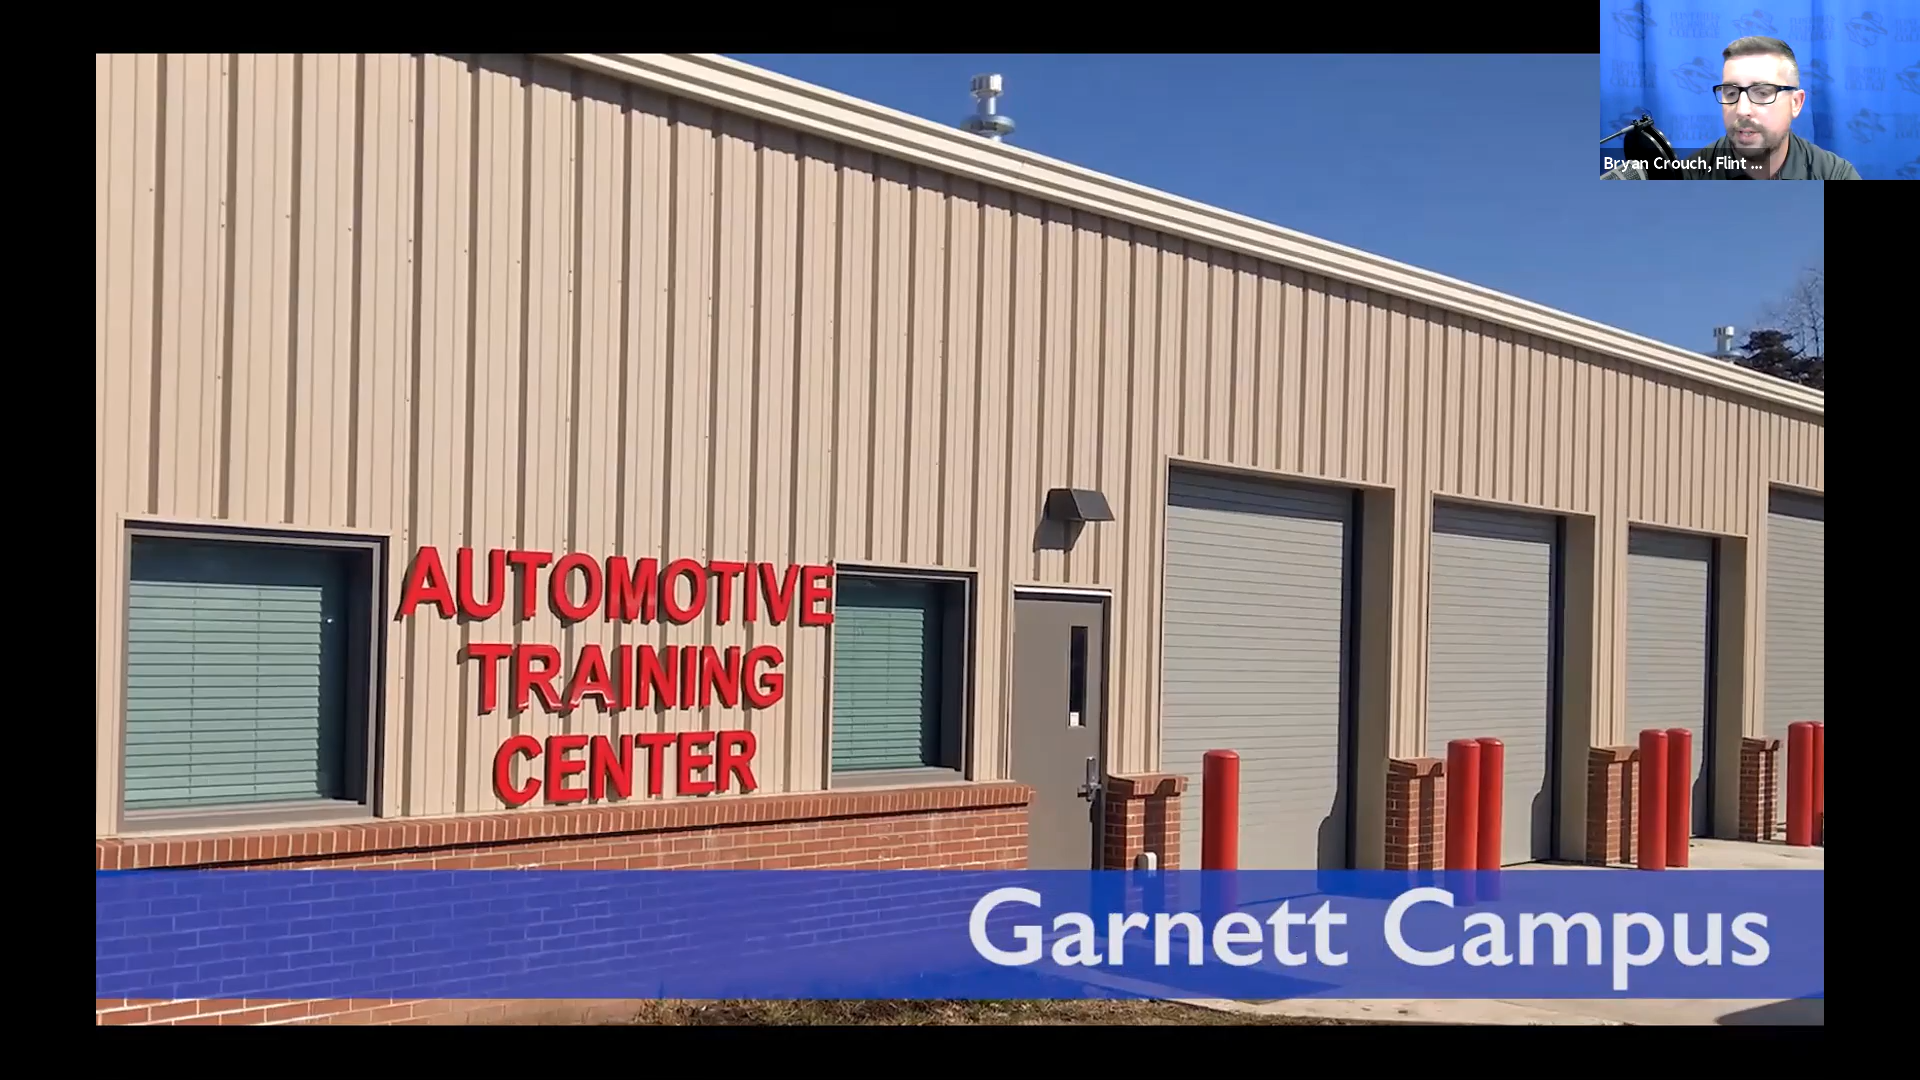 Bryan Crouch, Flint ...
AUTOMOTIVE
TRAINING
CENTER
Garnett Campus